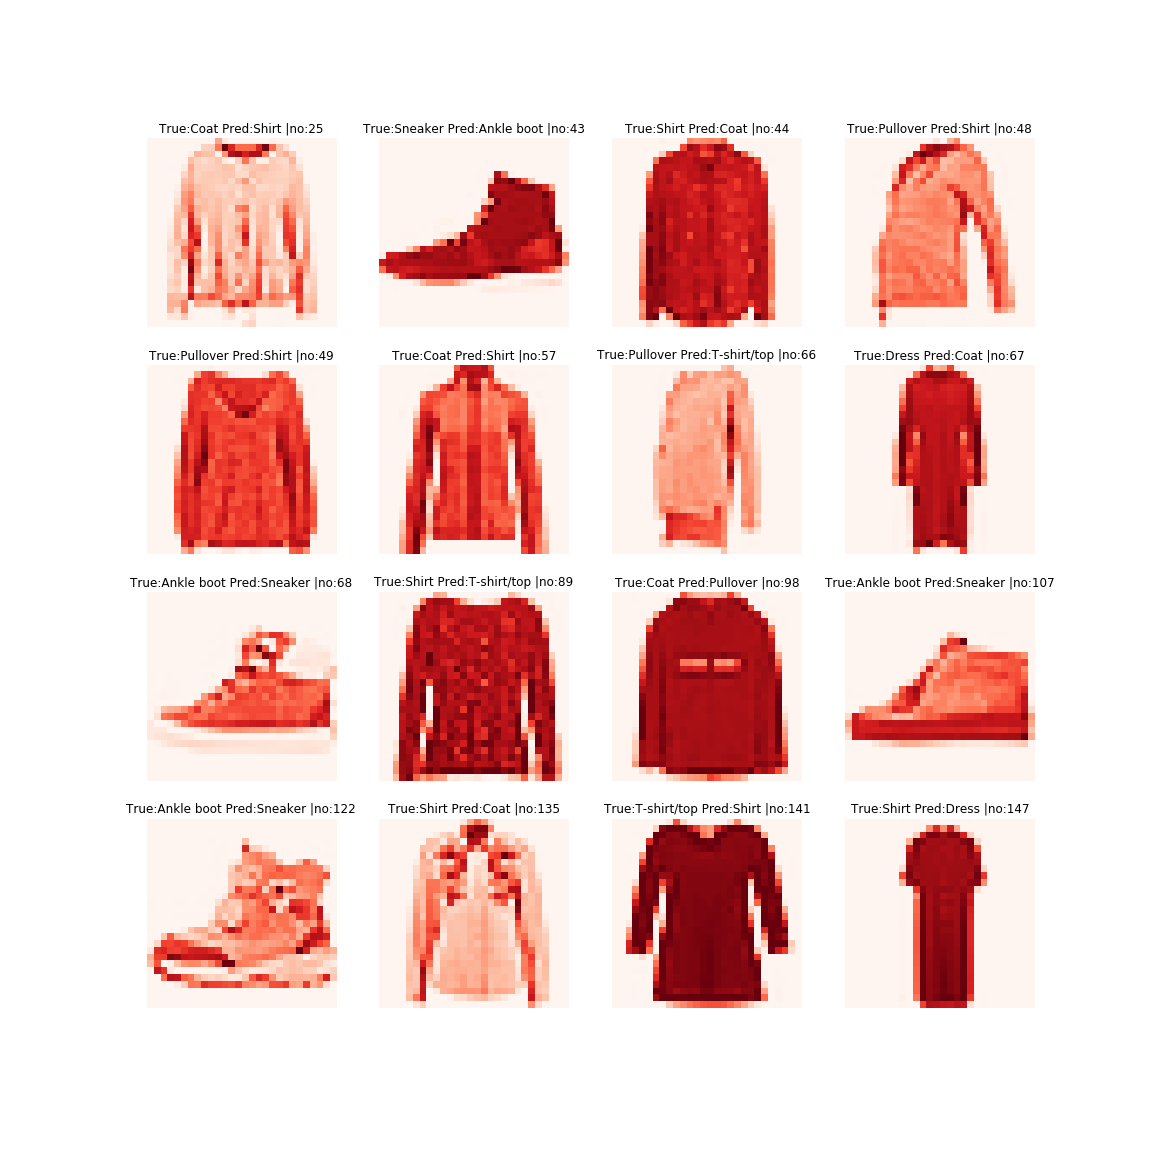 True:Coat Pred:Shirt |no:25
True:Sneaker Pred:Ankle boot |no:43
True:Shirt Pred:Coat |no:44
True:Pullover Pred:Shirt |no:48
True:Pullover Pred:Shirt |no:49
True:Coat Pred:Shirt |no:57
True:Pullover Pred:T-shirt/top |no:66
True:Dress Pred:Coat |no:67
True:Ankle boot Pred:Sneaker |no:68
True:Shirt Pred:T-shirt/top |no:89
True:Coat Pred:Pullover |no:98
True:Ankle boot Pred:Sneaker |no:107
True:Ankle boot Pred:Sneaker |no:122
True:Shirt Pred:Coat |no:135
True:T-shirt/top Pred:Shirt |no:141
True:Shirt Pred:Dress |no:147